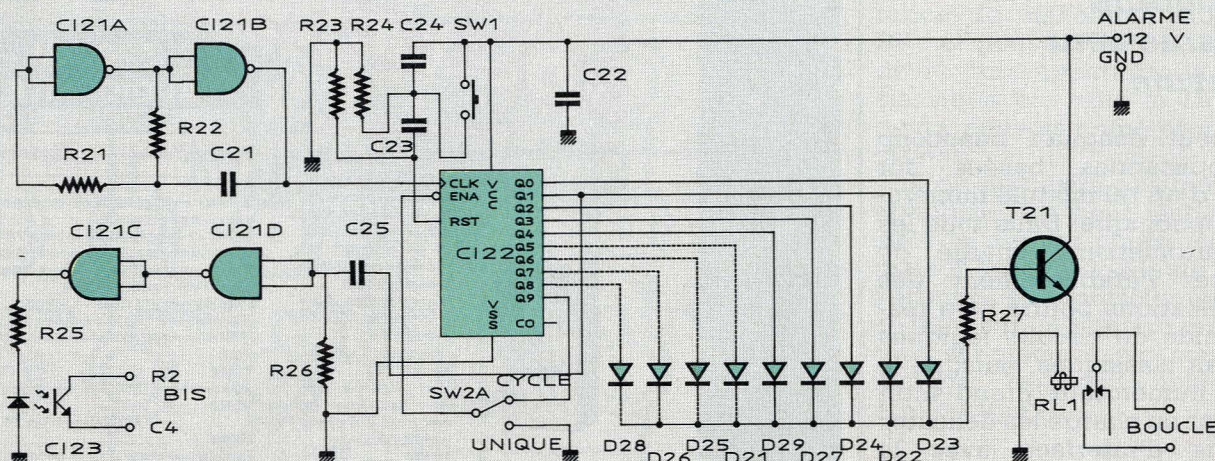 CI21A
CI21B
R23 R24 C24 SW1
ALARME
12 V
GND
C22
R22
R21
C21
C23
CLK
ENA
RST
VCC
CI22
VSS
Q0
Q1
Q2
Q3
Q4
Q5
Q6
Q7
Q8
Q9
CO
CI21C
CI21D
C25
T21
R25
R26
R27
R2
BIS
C4
CI23
SW2A
CYCLE
UNIQUE
RL1
BOUCLE
D28 D25 D29 D24 D23
D26 D21 D27 D22